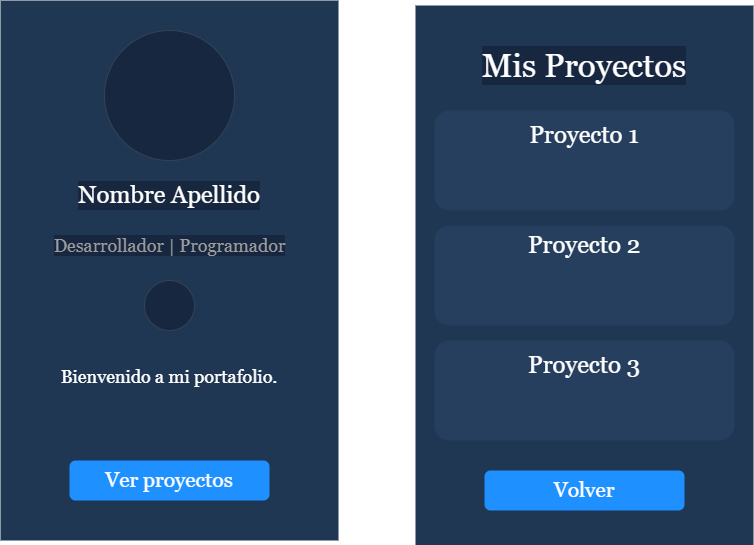 Nombre Apellido
Desarrollador | Programador
Bienvenido a mi portafolio.
Ver proyectos
Mis Proyectos
Proyecto 1
Proyecto 2
Proyecto 3
Volver